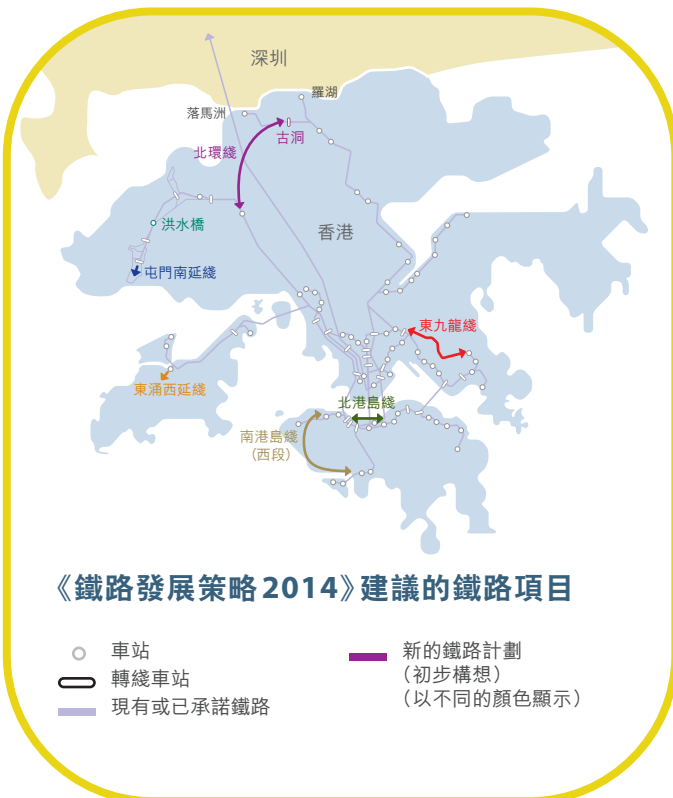 深圳
羅湖
落馬洲
古洞
北環綫
洪水橋
香港
屯門南延綫
東九龍綫
東涌西延綫
北港島綫
南港島綫
(西段)
《鐵路發展策略2014》建議的鐵路項目
車站
轉綫車站
現有或已承諾鐵路
新的鐵路計劃
(初步構想)
(以不同的顏色顯示)